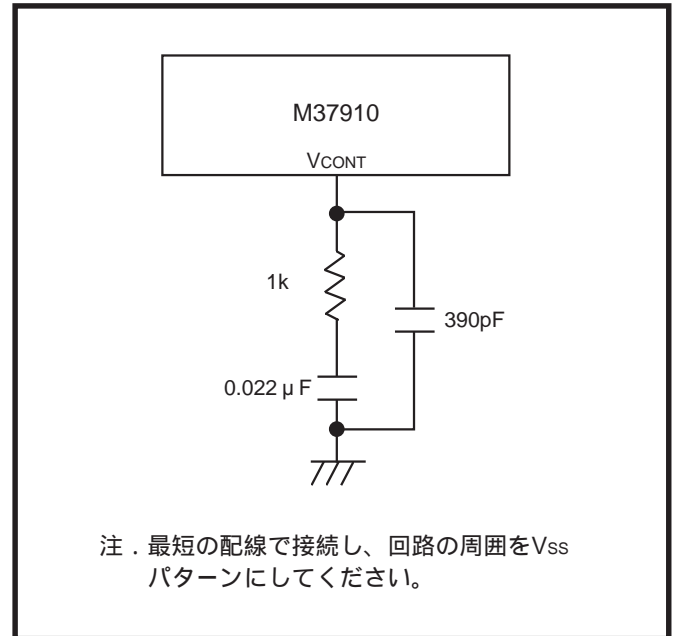 M37910
VCONT
1k
390pF
0.022 μ F
注．最短の配線で接続し、回路の周囲をVss
パターンにしてください。